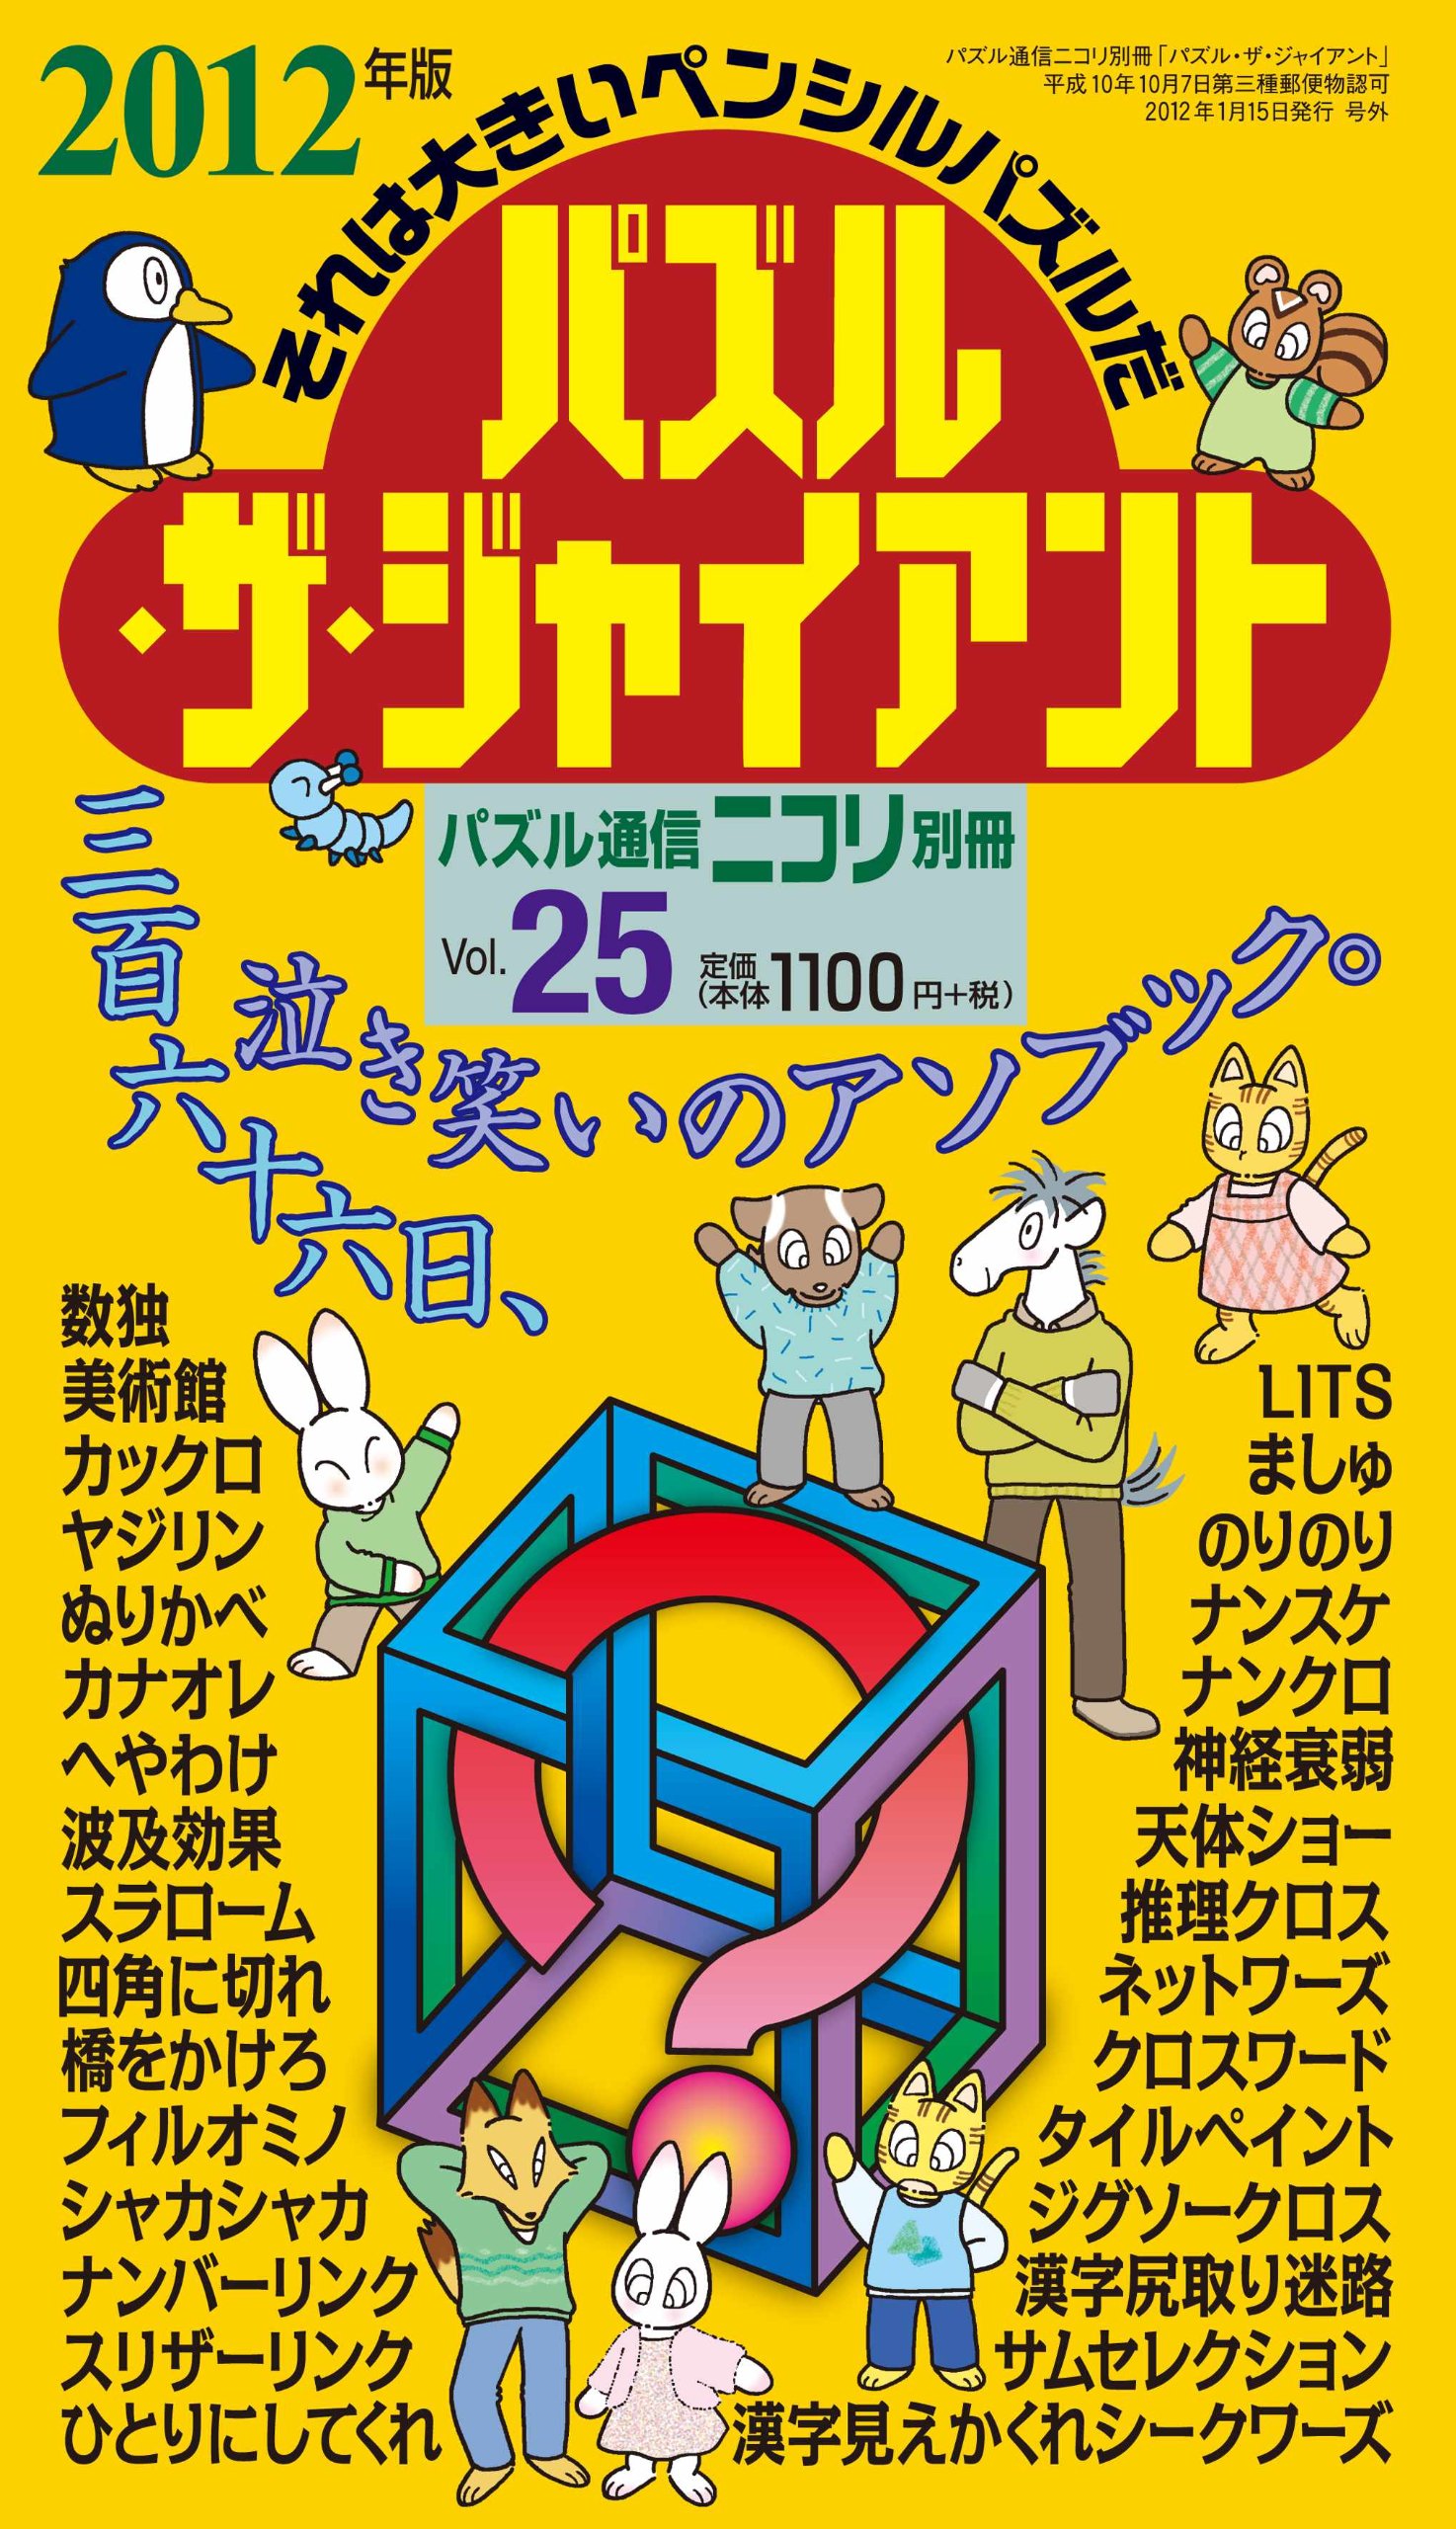 2012年版
パズル通信ニコリ別冊「パズル・ザ・ジャイアント」
平成10年10月7日第三種郵便物認可
2012年1月15日発行 号外
それは大きいペンシルパズルだ
パズル
・ザ・ジャイアント
パズル通信ニコリ別冊
Vol.25 定価(本体1100円+税)
三百六十六日、
泣き笑いのアソブック。
数独
美術館
カックロ
ヤジリン
ぬりかべ
カナオレ
へやわけ
波及効果
スラローム
四角に切れ
橋をかけろ
フィルオミノ
シャカシャカ
ナンバーリンク
スリザーリンク
ひとりにしてくれ
LITS
ましゅ
のりのり
ナンスケ
ナンクロ
神経衰弱
天体ショー
推理クロス
ネットワーズ
クロスワード
タイルペイント
ジグソークロス
漢字尻取り迷路
サムセレクション
漢字見えかくれシークワーズ